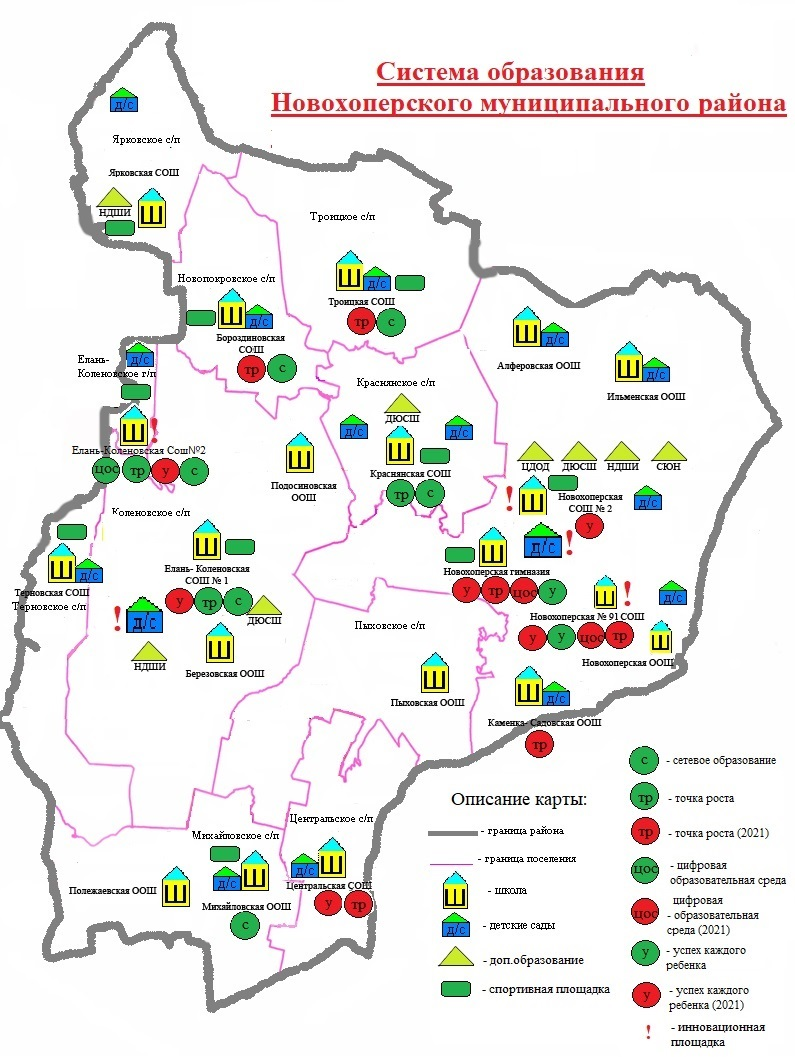 Система образования
Новохоперского муниципального района
д/с
Ярковское с/п
Ярковская СОШ
НДШИ
Ш
Троицкое с/п
Ш
д/с
Троицкая СОШ
тр с
Новопокровское с/п
Ш
д/с
Бороздиновская
СОШ
тр с
д/с
Елань-
Коленовское г/п
Ш !
Елань-Коленовская Сош№2
цос тр у с
Краснянское с/п
ДЮСШ
д/с
д/с
Ш
Краснянская СОШ
тр с
Ш
д/с
Алферовская ООШ
Ш
д/с
Ильменская ООШ
Ш
Подосиновская
ООШ
ЦДОД ДЮСШ НДШИ СЮН
! Ш
Новохоперская
СОШ № 2
у
д/с
Коленовское с/п
Ш
Елань- Коленовская
СОШ № 1
у тр с
ДЮСШ
Ш
д/с
Терновская СОШ
Терновское с/п
! д/с
НДШИ
Ш
Березовская ООШ
Ш
д/с !
Новохоперская гимназия
у тр цос у
Ш !
д/с
Новохоперская № 91 СОШ
у у цос тр
Ш
Новохоперская ООШ
Пыховское с/п
Ш
Пыховская ООШ
Ш
д/с
Каменка- Садовская ООШ
тр
Михайловское с/п
Ш
д/с
Михайловская ООШ
с
Ш
Полежаевская ООШ
Центральское с/п
Ш
д/с
Центральская СОШ
у тр
Описание карты:
- граница района
- граница поселения
Ш - школа
д/с - детские сады
- доп.образование
- спортивная площадка
с - сетевое образование
тр - точка роста
тр - точка роста (2021)
цос - цифровая
образовательная среда
цос цифровая
- образовательная
среда (2021)
у - успех каждого
ребенка
у - успех каждого
ребенка (2021)
! - инновационная
площадка